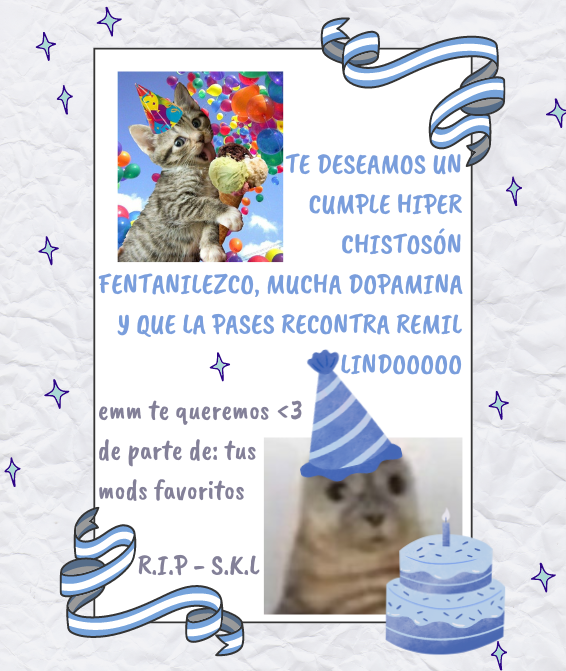 TE DESEAMOS UN
CUMPLE HIPER
CHISTOSÓN
FENTANILEZCO, MUCHA DOPAMINA
Y QUE LA PASES RECONTRA REMIL
LINDOOOOO
emm te queremos <3
de parte de: tus
mods favoritos
R.I.P - S.K.L